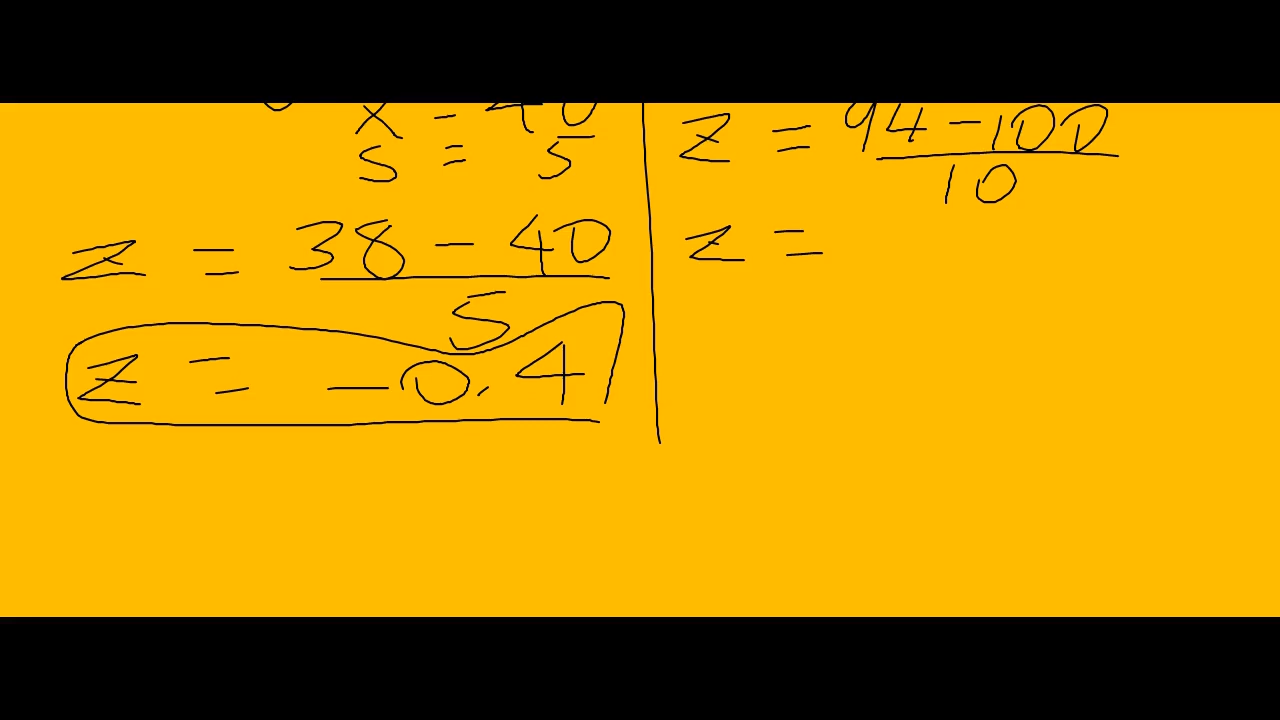 x = 40
s = 5
z = 38 - 40
5
z = -0.4
z = 94 - 100
10
z =